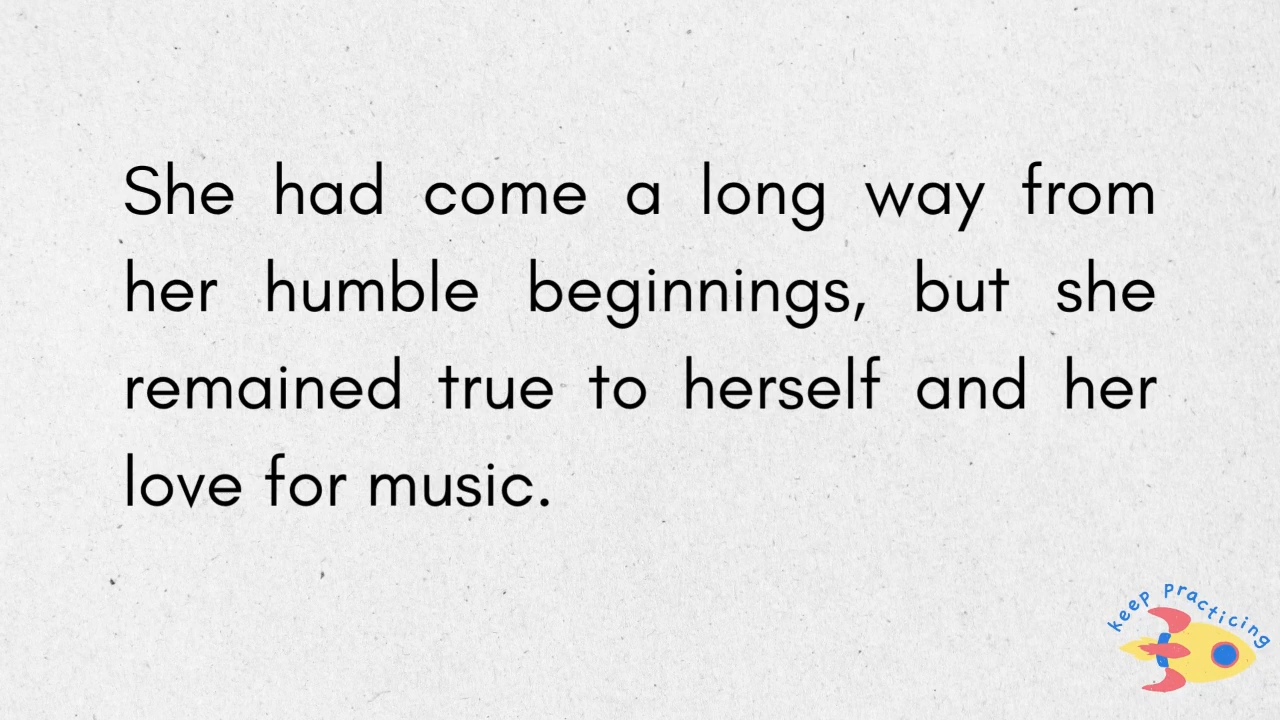 She had come a long way from
her humble beginnings, but she
remained true to herself and her
love for music.
keep practicing